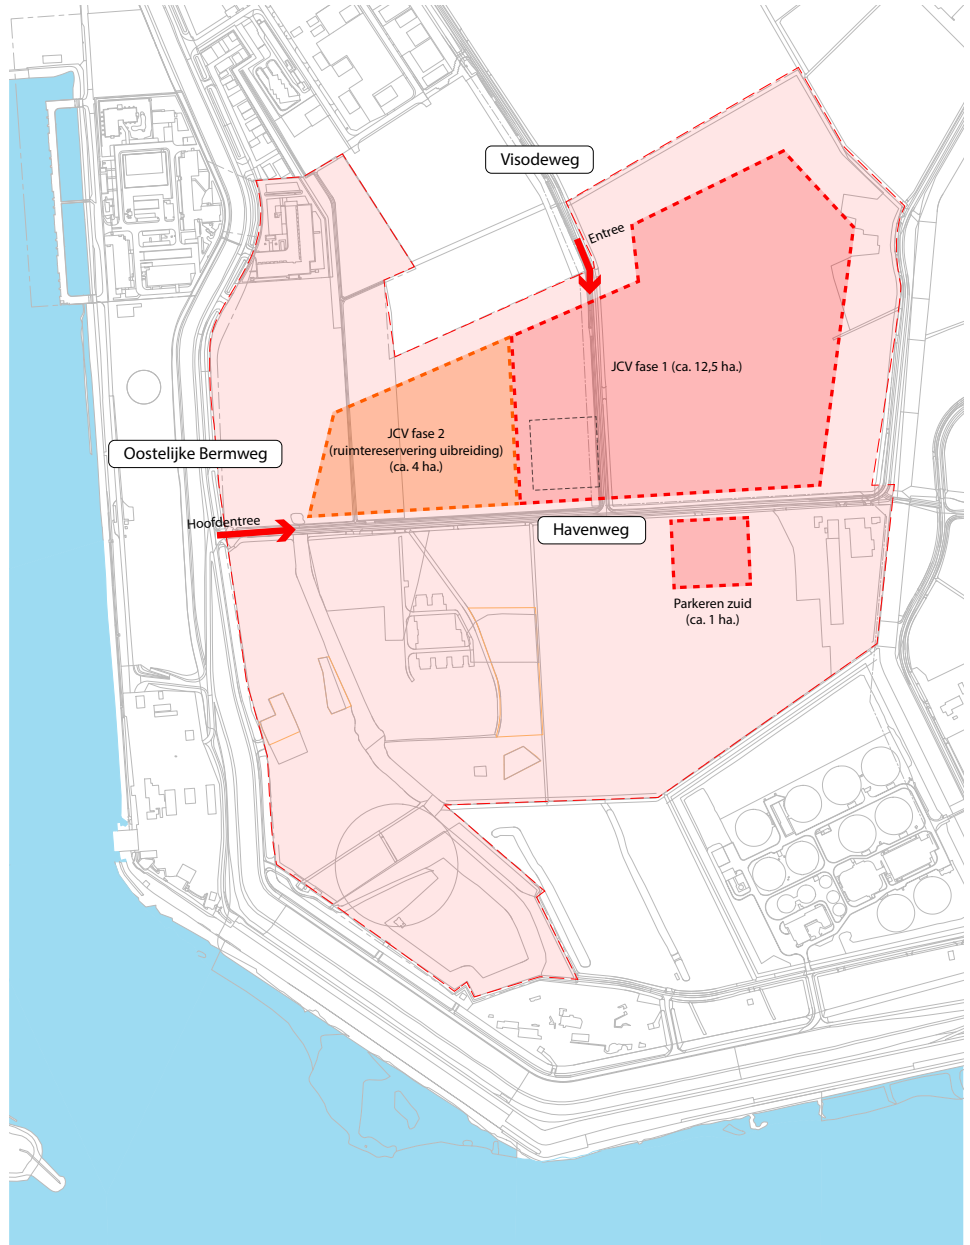 Visodeweg
Entree
JCV fase 1 (ca. 12,5 ha.)
JCV fase 2
(ruimtereservering uibreiding)
(ca. 4 ha.)
Oostelijke Bermweg
Hoofdentree
Havenweg
Parkeren zuid
(ca. 1 ha.)